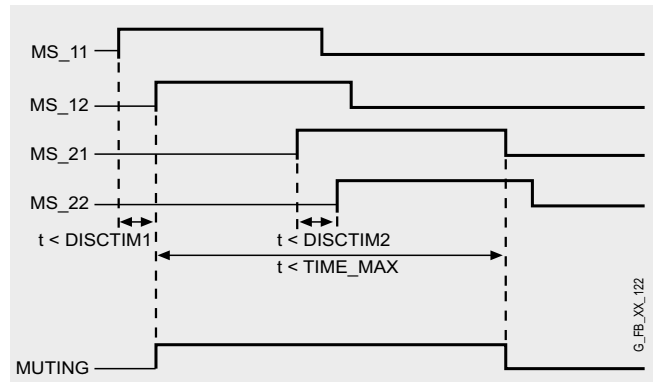 MS_11
MS_12
MS_21
MS_22
t < DISCTIM1
t < DISCTIM2
t < TIME_MAX
MUTING
G_FB_XX_122